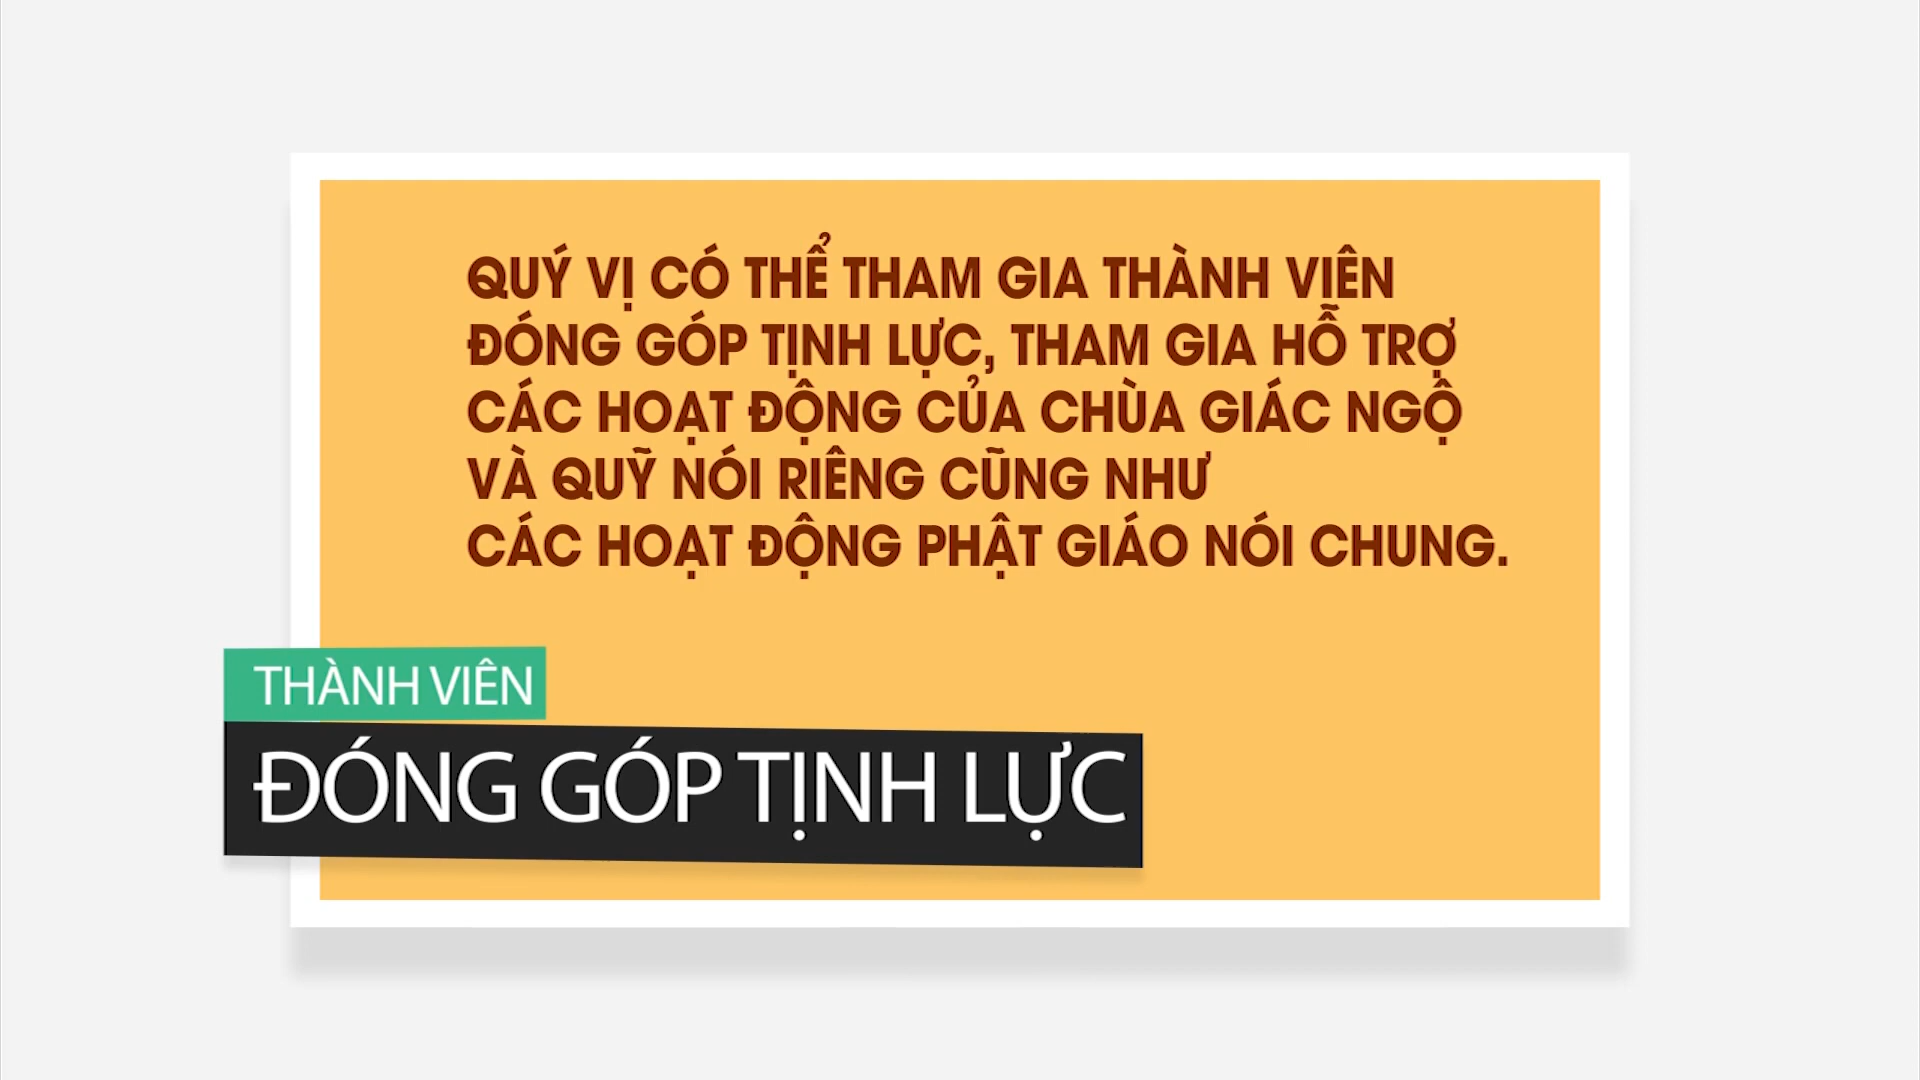 QUÝ VỊ CÓ THỂ THAM GIA THÀNH VIÊN
ĐÓNG GÓP TỊNH LỰC, THAM GIA HỖ TRỢ
CÁC HOẠT ĐỘNG CỦA CHÙA GIÁC NGỘ
VÀ QUỸ NÓI RIÊNG CŨNG NHƯ
CÁC HOẠT ĐỘNG PHẬT GIÁO NÓI CHUNG.
THÀNH VIÊN
ĐÓNG GÓP TỊNH LỰC